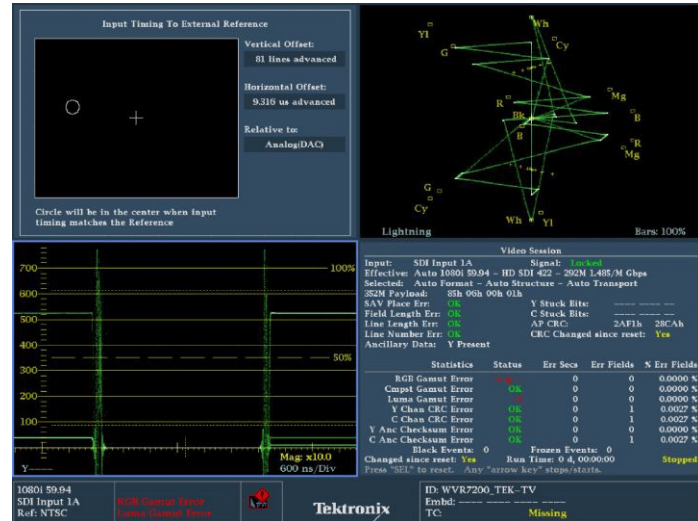 Input Timing To External Reference
Vertical Offset:
81 lines advanced
Horizontal Offset:
9.316 us advanced
Relative to:
Analog(DAC)
Circle will be in the center when input
timing matches the Reference
Wh
Yl
Cy
G
Mg
R
B
Bk
B
R
Mg
G
Cy
Wh
Yl
Lightning
Bars: 100%
700
600
500
400
300
200
100
100%
50%
Y
Mag: x10.0
600 ns/Div
Video Session
Input: SDI Input 1A Signal: Locked
Effective: Auto 1080i 59.94 - HD SDI 422 - 292M 1.485/M Gbps
Selected: Auto Format - Auto Structure - Auto Transport
352M Payload: 85h 06h 00h 01h
SAV Place Err: OK Y Stuck Bits: ---- ---- --
Field Length Err: OK C Stuck Bits: ---- ---- --
Line Length Err: OK AP CRC: 2AF1h 28CAh
Line Number Err: OK CRC Changed since reset: Yes
Ancillary Data: Y Present
Statistics Status Err Secs Err Fields % Err Fields
RGB Gamut Error 0 0 0.0000 %
Cmpst Gamut Error OK 0 0 0.0000 %
Luma Gamut Error 0 0 0.0000 %
Y Chan CRC Error OK 0 1 0.0027 %
C Chan CRC Error OK 0 1 0.0027 %
Y Anc Checksum Error OK 0 0 0.0000 %
C Anc Checksum Error OK 0 1 0.0027 %
Black Events: 0 Frozen Events: 0
Changed since reset: Yes Run Time: 0 d, 00:00:00 Stopped
Press "SEL" to reset. Any "arrow key" stops/starts.
1080i 59.94
SDI Input 1A
Ref: NTSC
RGB Gamut Error
Luma Gamut Error
Tektronix
ID: WVR7200_TEK-TV
Embd: ---- ---- ---- ----
TC: Missing